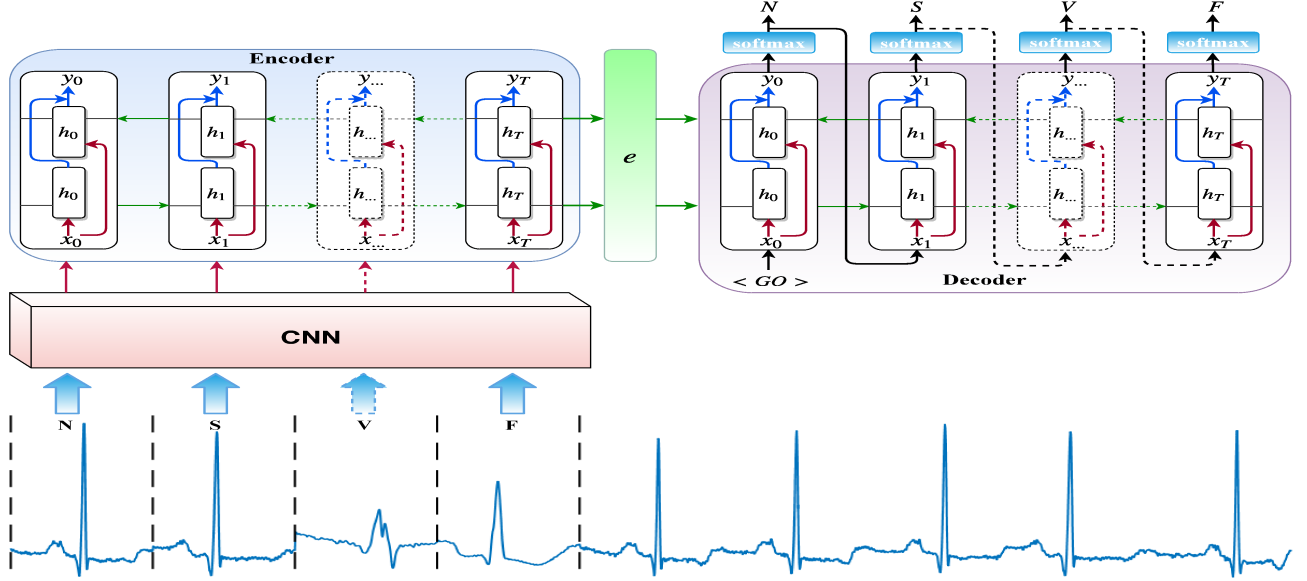 N S V F
softmax softmax softmax softmax
Encoder
y0 y1 y... yT
h0 h1 h... hT
h0 h1 h... hT
x0 x1 x... xT
e
y0 y1 y... yT
h0 h1 h... hT
h0 h1 h... hT
x0 x1 x... xT
< GO >
Decoder
CNN
N S V F